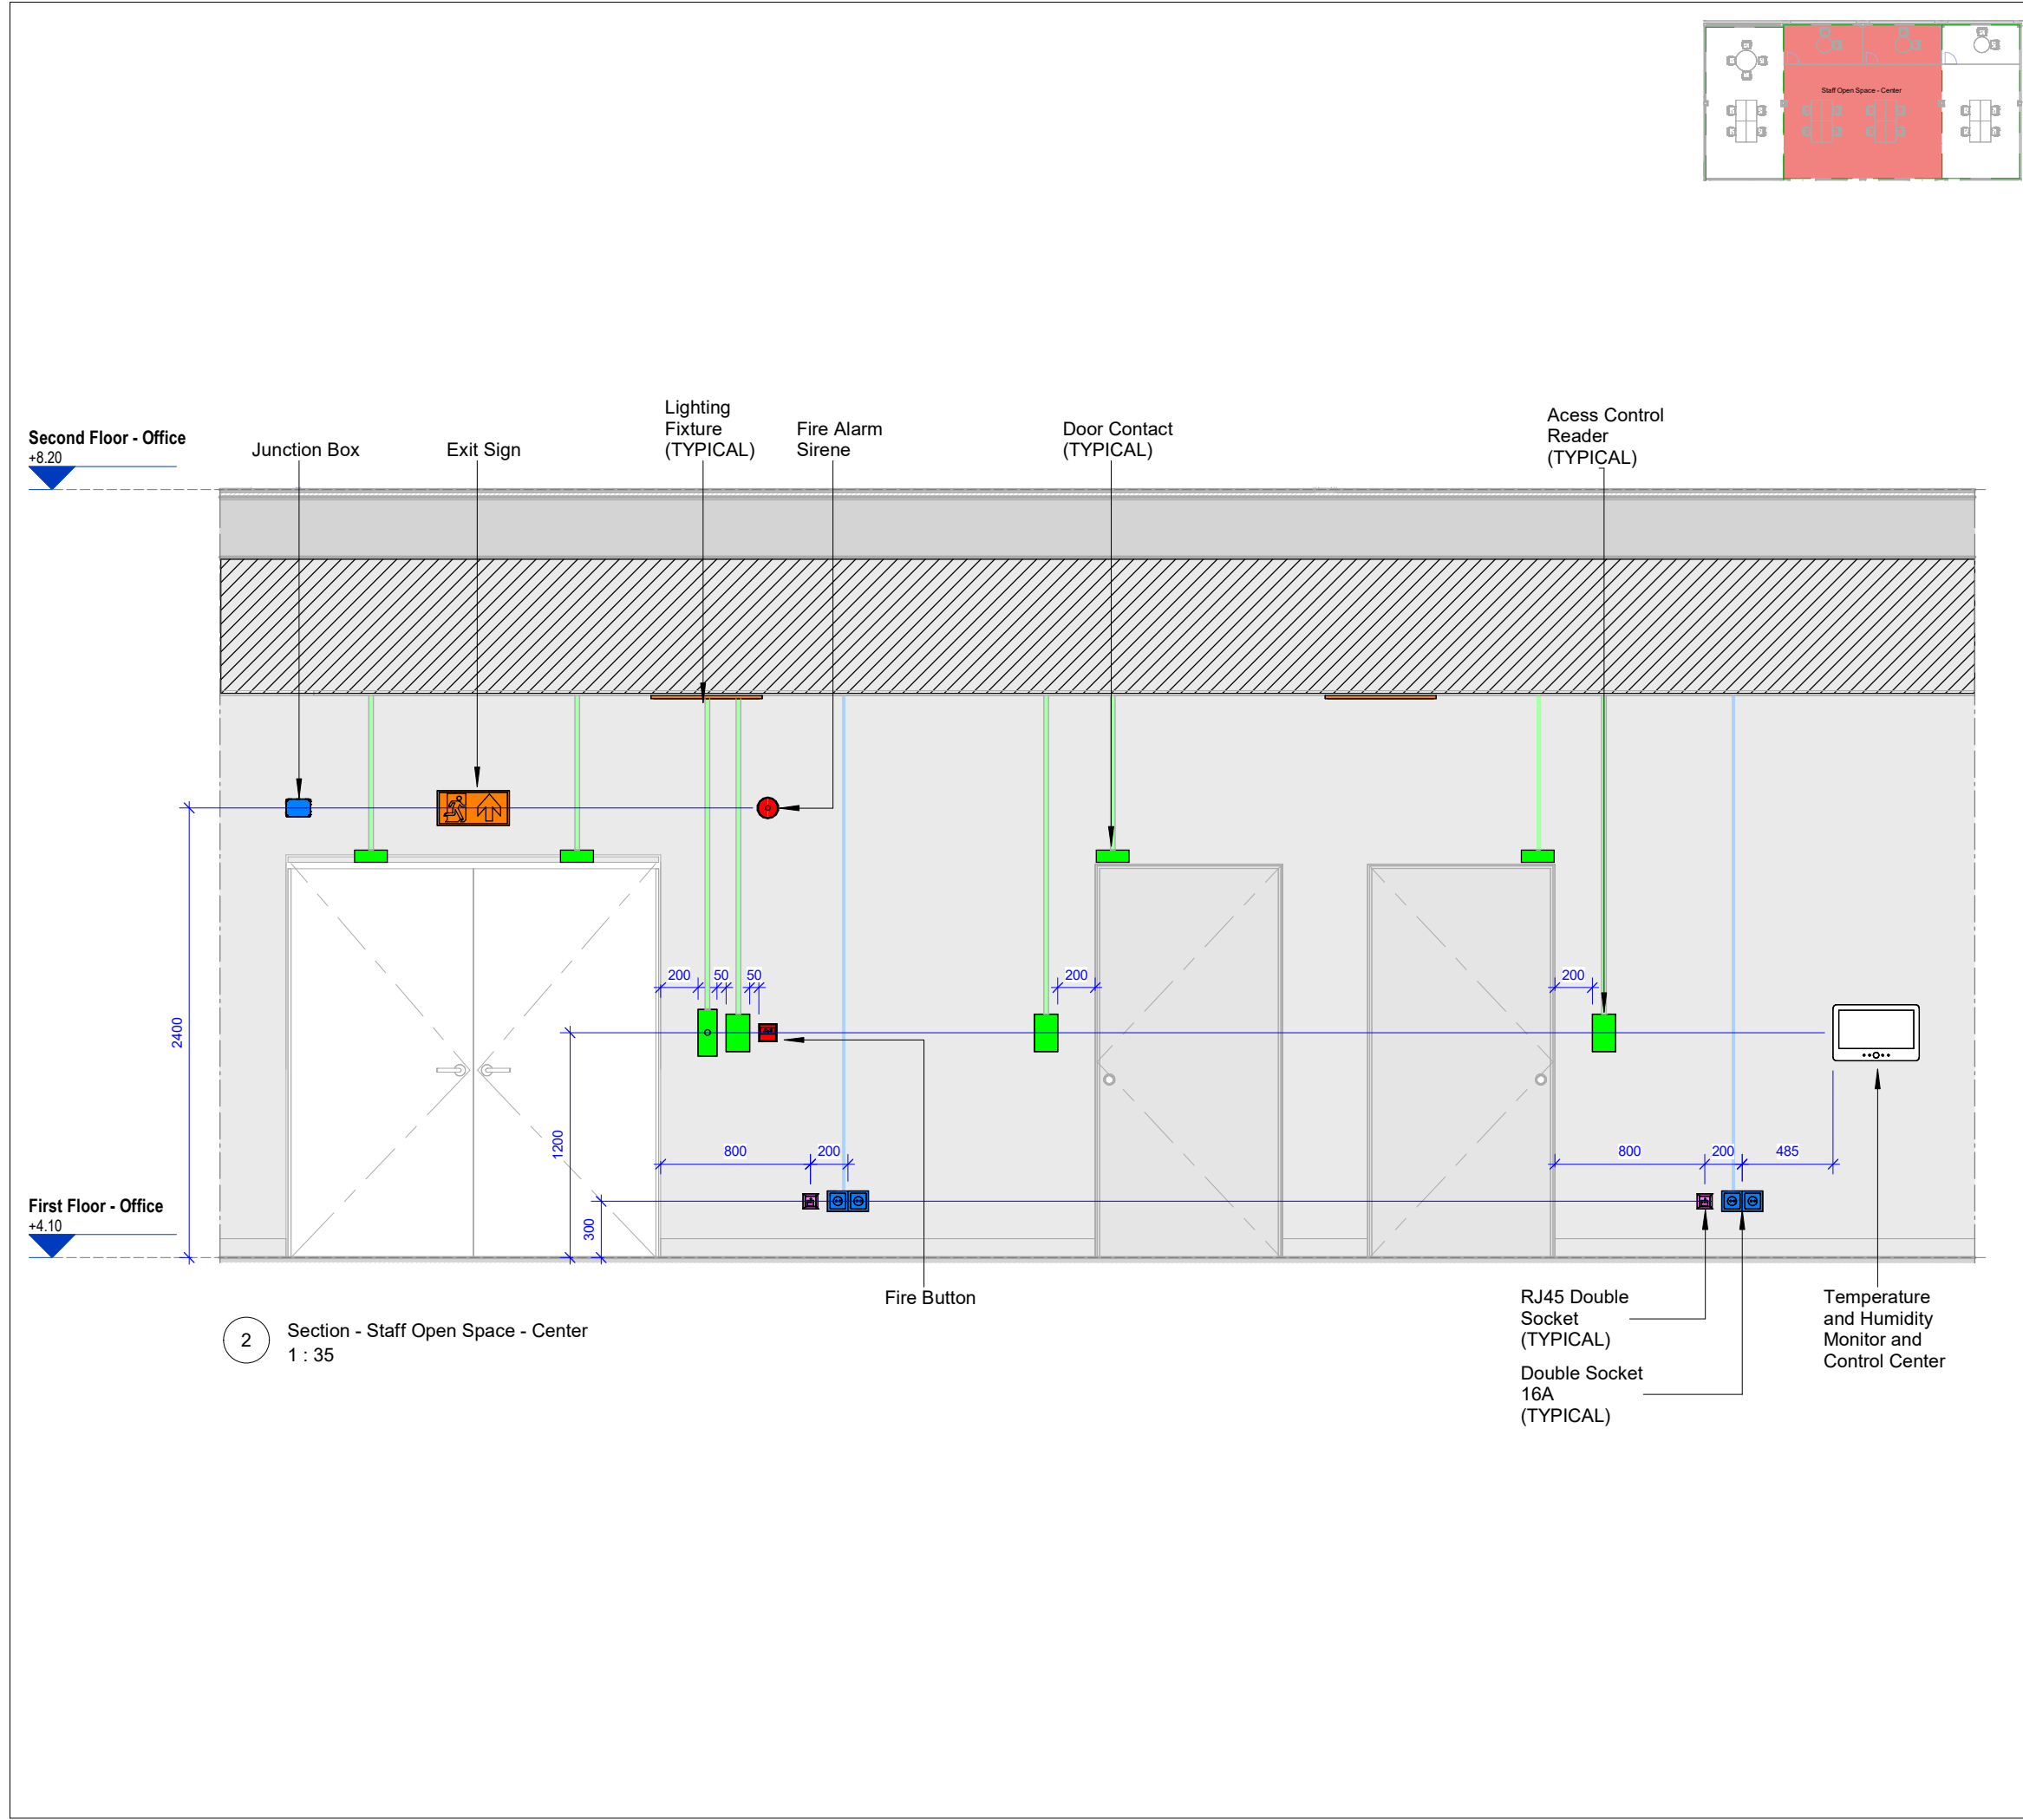 Staff Open Space - Center
Lighting
Fixture
(TYPICAL)
Fire Alarm
Sirene
Door Contact
(TYPICAL)
Acess Control
Reader
(TYPICAL)
Second Floor - Office
+8.20
Junction Box
Exit Sign
200
50
50
200
200
2400
1200
800
200
800
200
485
300
First Floor - Office
+4.10
Fire Button
RJ45 Double
Socket
(TYPICAL)
Double Socket
16A
(TYPICAL)
Temperature
and Humidity
Monitor and
Control Center
2
Section - Staff Open Space - Center
1 : 35